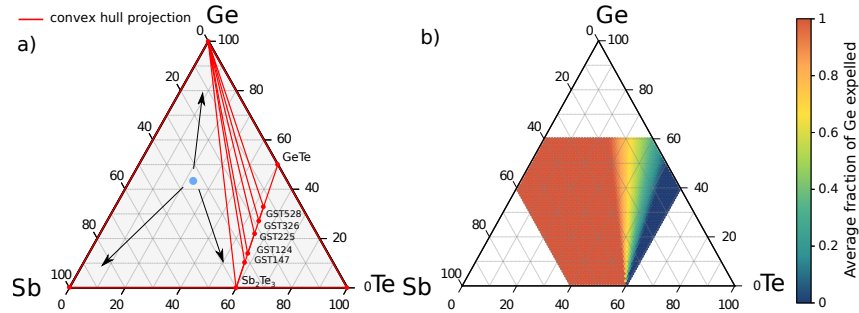 convex hull projection
a)
Ge
0
100
20
80
40
60
60
40
80
20
100
0
0
20
40
60
80
100
Sb
Te
GeTe
GST528
GST326
GST225
GST124
GST147
Sb₂Te₃
b)
Ge
0
100
20
80
40
60
60
40
80
20
100
0
0
20
40
60
80
100
Sb
Te
1
0.8
0.6
0.4
0.2
0
Average fraction of Ge expelled